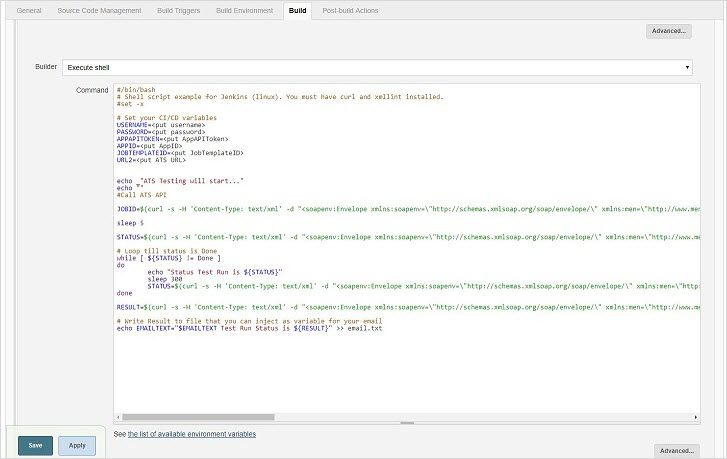 General Source Code Management Build Triggers Build Environment Build Post-build Actions
Advanced...
Builder Execute shell
Command
#/bin/bash
# Shell script example for Jenkins (linux). You must have curl and xmllint installed.
#set -x
# Set your CI/CD variables
USERNAME=<put username>
PASSWORD=<put password>
APPAPITOKEN=<put AppAPIToken>
APPID=<put AppID>
JOBTEMPLATEID=<put JobTemplateID>
URL2=<put ATS URL>
echo "ATS Testing will start..."
echo ""
#Call ATS API
JOBID=$(curl -s -H 'Content-Type: text/xml' -d "<soapenv:Envelope xmlns:soapenv=\"http://schemas.xmlsoap.org/soap/envelope/\" xmlns:men=\"http://www.me
sleep 5
STATUS=$(curl -s -H 'Content-Type: text/xml' -d "<soapenv:Envelope xmlns:soapenv=\"http://schemas.xmlsoap.org/soap/envelope/\" xmlns:men=\"http://www.m
# Loop till status is Done
while [ ${STATUS} != Done ]
do
echo "Status Test Run is ${STATUS}"
sleep 300
STATUS=$(curl -s -H 'Content-Type: text/xml' -d "<soapenv:Envelope xmlns:soapenv=\"http://schemas.xmlsoap.org/soap/envelope/\" xmlns:men=\"http:
done
RESULT=$(curl -s -H 'Content-Type: text/xml' -d "<soapenv:Envelope xmlns:soapenv=\"http://schemas.xmlsoap.org/soap/envelope/\" xmlns:men=\"http://www.m
# Write Result to file that you can inject as variable for your email
echo EMAILTEXT="$EMAILTEXT Test Run Status is ${RESULT}" >> email.txt
See the list of available environment variables
Save Apply
Advanced...